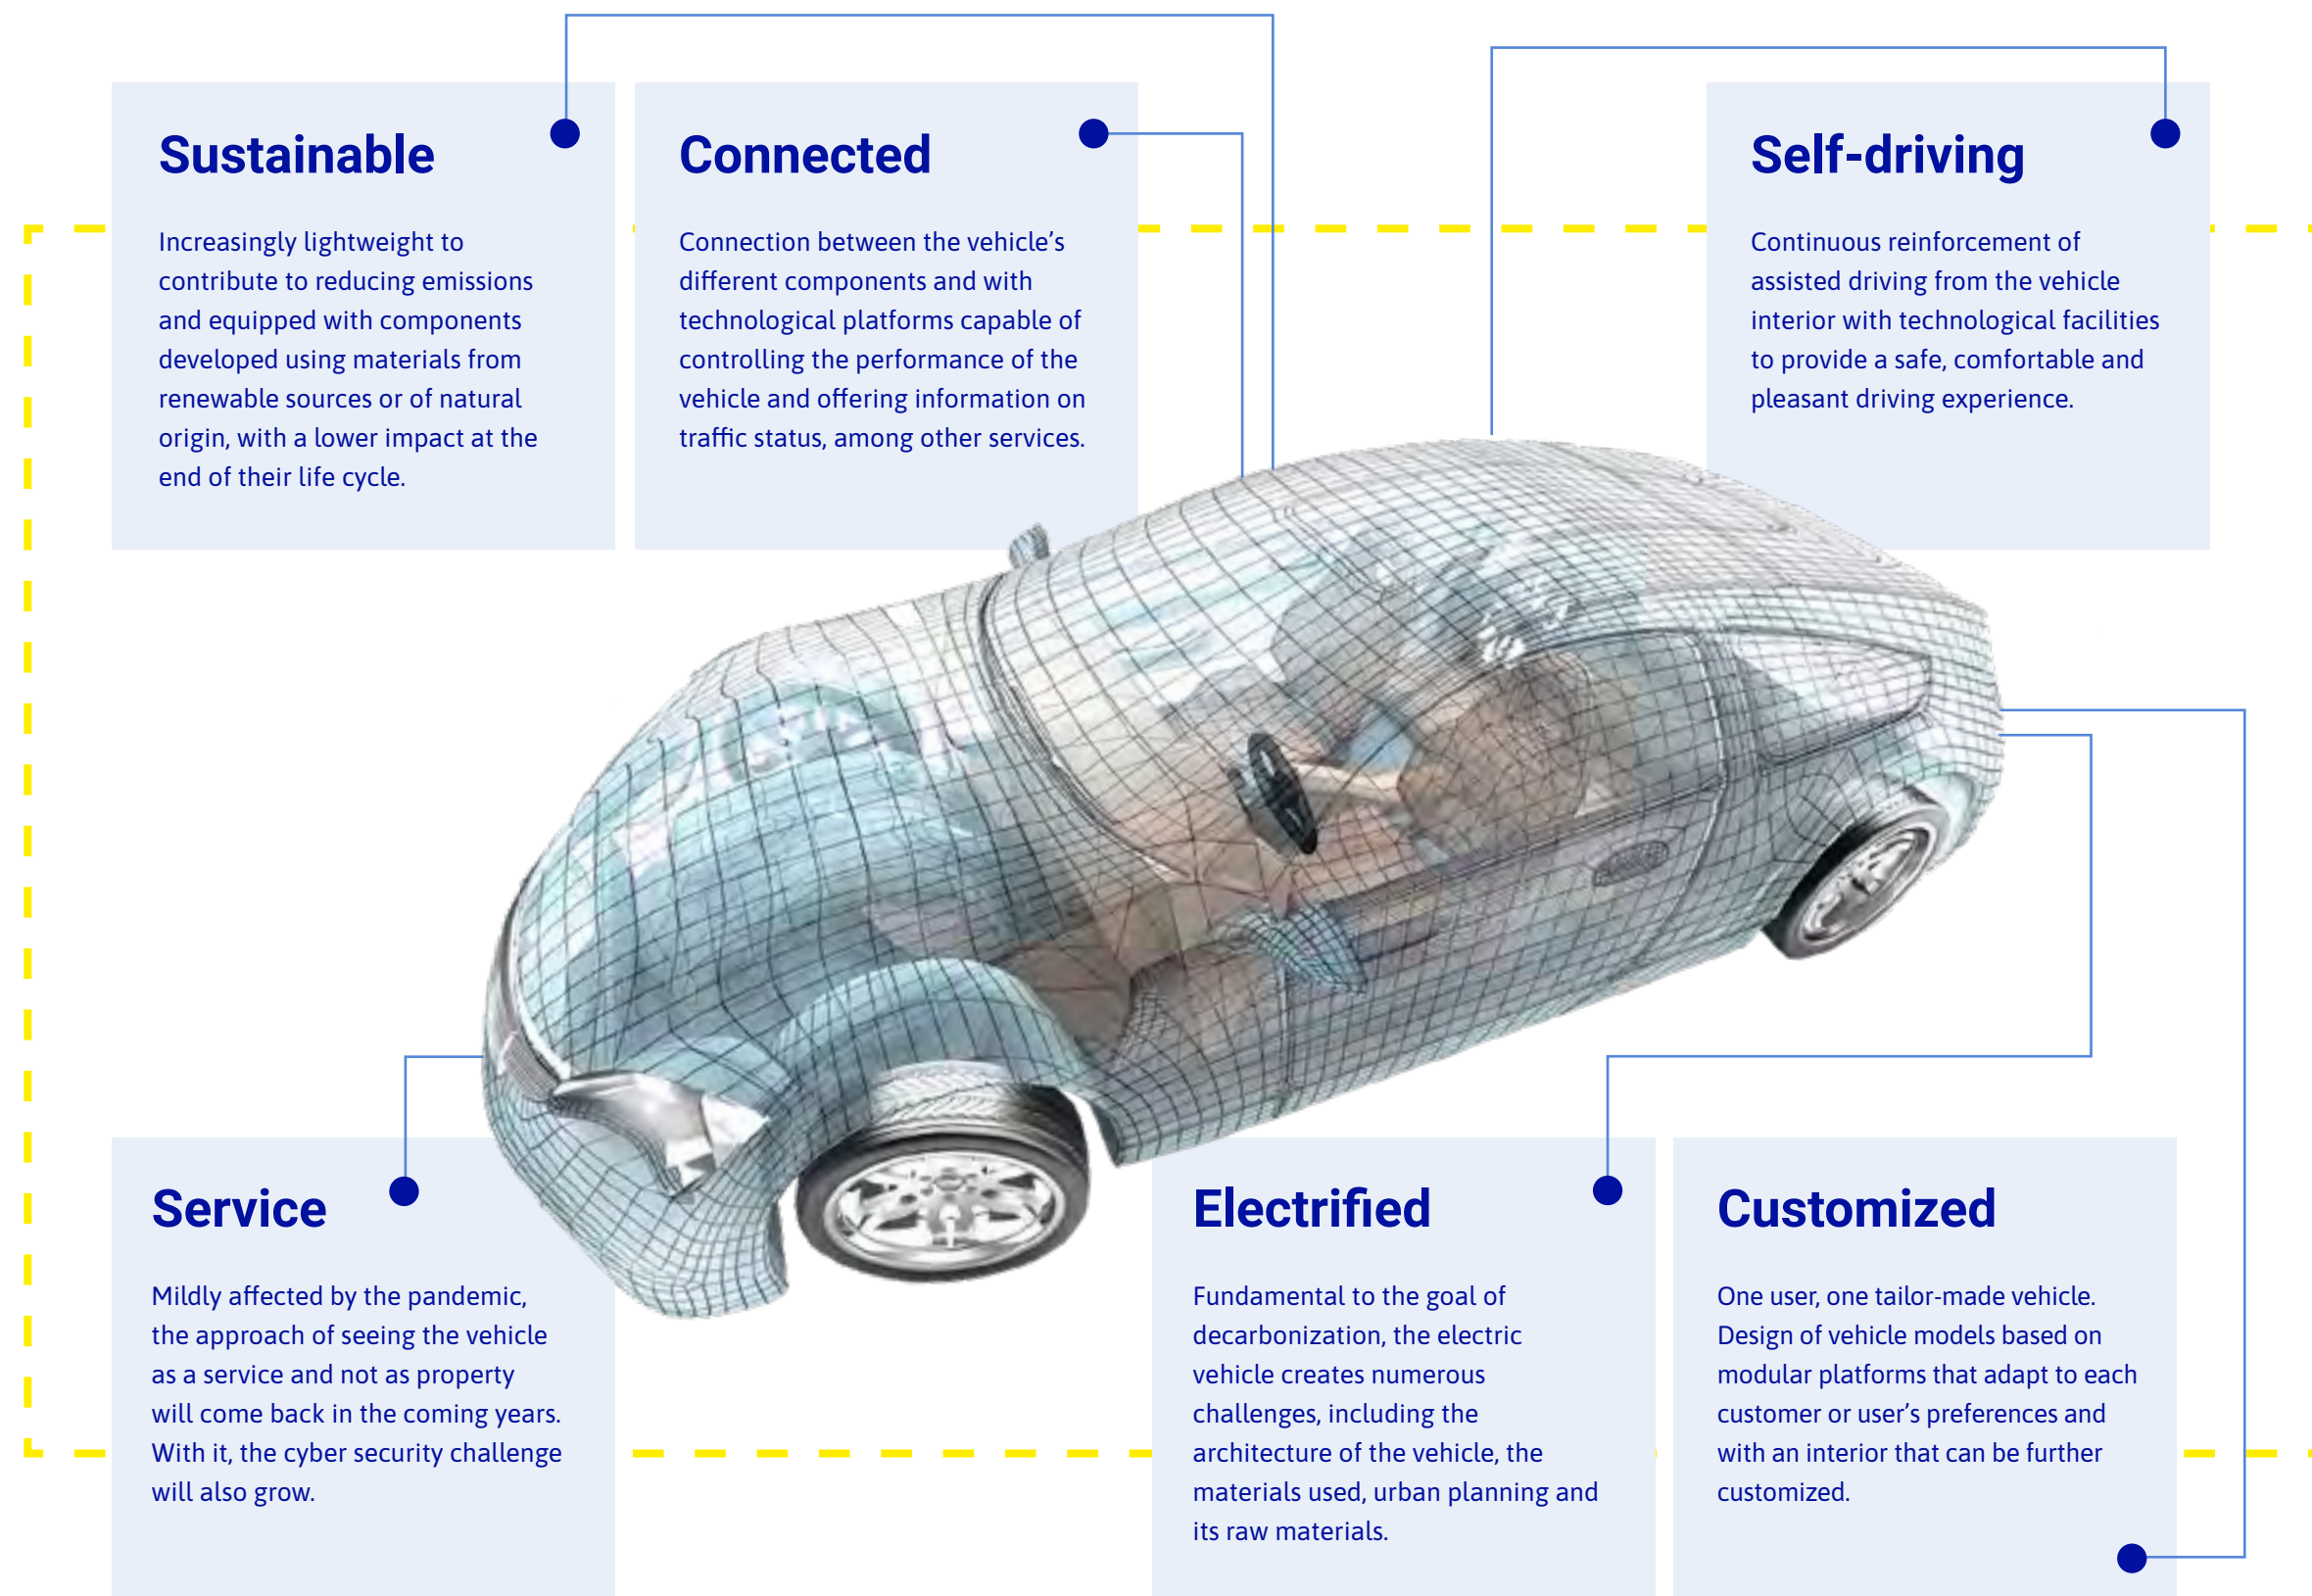 Sustainable
Increasingly lightweight to
contribute to reducing emissions
and equipped with components
developed using materials from
renewable sources or of natural
origin, with a lower impact at the
end of their life cycle.
Connected
Connection between the vehicle’s
different components and with
technological platforms capable of
controlling the performance of the
vehicle and offering information on
traffic status, among other services.
Self-driving
Continuous reinforcement of
assisted driving from the vehicle
interior with technological facilities
to provide a safe, comfortable and
pleasant driving experience.
Service
Mildly affected by the pandemic,
the approach of seeing the vehicle
as a service and not as property
will come back in the coming years.
With it, the cyber security challenge
will also grow.
Electrified
Fundamental to the goal of
decarbonization, the electric
vehicle creates numerous
challenges, including the
architecture of the vehicle, the
materials used, urban planning and
its raw materials.
Customized
One user, one tailor-made vehicle.
Design of vehicle models based on
modular platforms that adapt to each
customer or user’s preferences and
with an interior that can be further
customized.